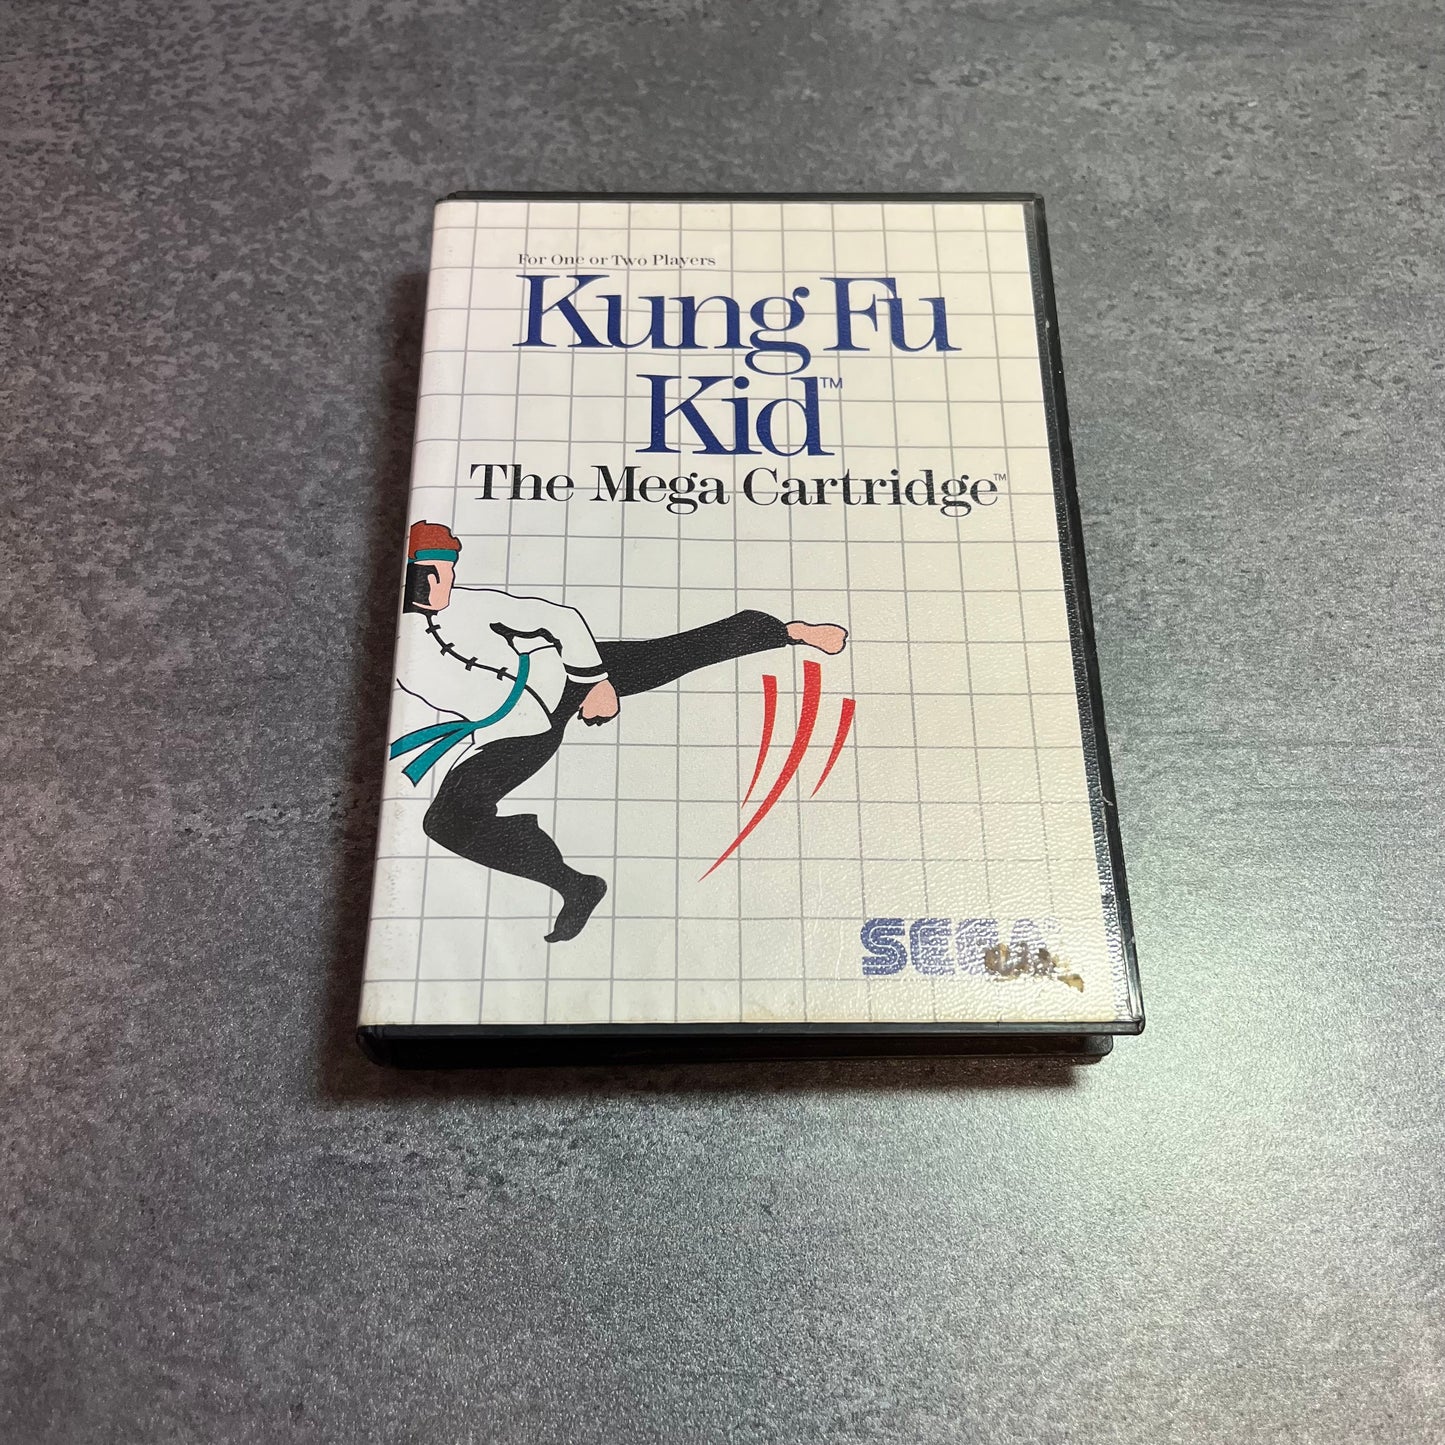 For One or Two Players
Kung Fu
Kid™
The Mega Cartridge™
SEGA